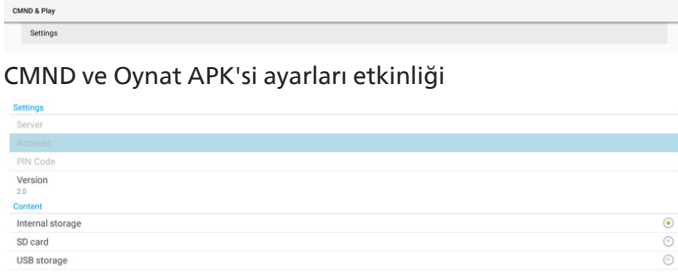 CMND & Play
Settings
CMND ve Oynat APK'si ayarları etkinliği
Settings
Server
Account
PIN Code
Version
2.0
Content
Internal storage
SD card
USB storage